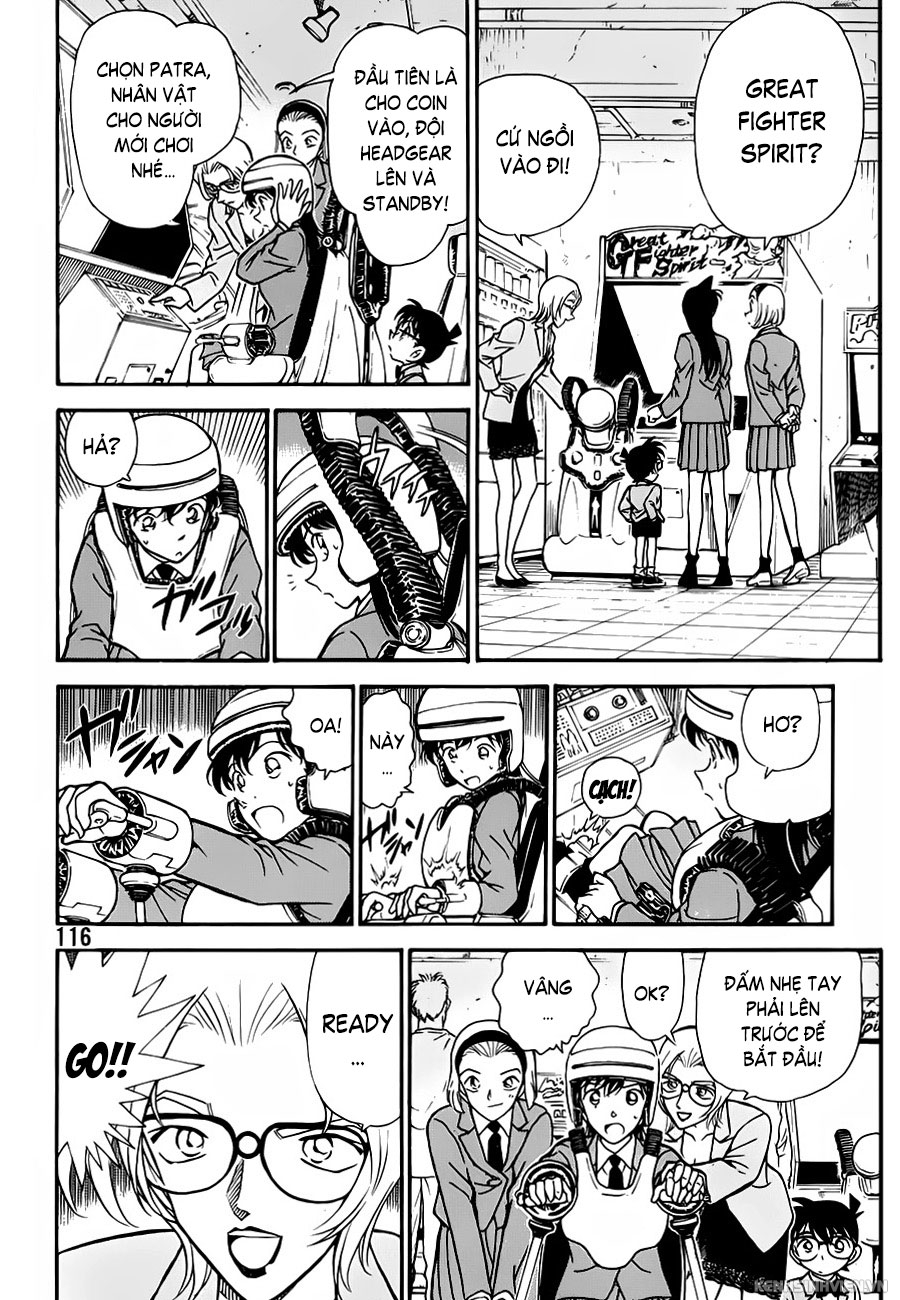 GREAT
FIGHTER
SPIRIT?
CỨ NGỒI
VÀO ĐI!
Great
Fighter
Spirit
ĐẦU TIÊN LÀ
CHO COIN
VÀO, ĐỘI
HEADGEAR
LÊN VÀ
STANDBY!
CHỌN PATRA,
NHÂN VẬT
CHO NGƯỜI
MỚI CHƠI
NHÉ...
HẢ?
HƠ?
CẠCH!
NÀY
...
OA!
116
ĐẤM NHẸ TAY
PHẢI LÊN
TRƯỚC ĐỂ
BẮT ĐẦU!
OK?
VÂNG
...
READY
...
GO!!